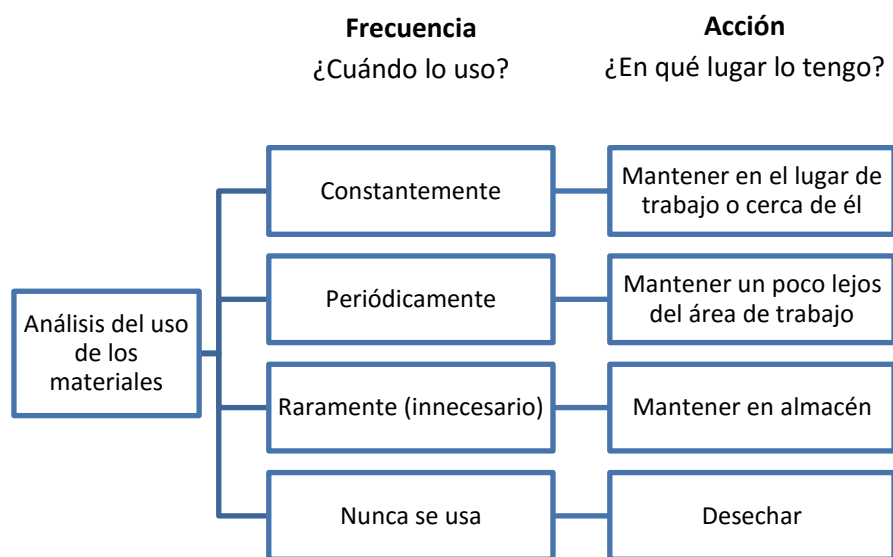 Frecuencia
¿Cuándo lo uso?
Acción
¿En qué lugar lo tengo?
Análisis del uso
de los
materiales
Constantemente
Mantener en el lugar de
trabajo o cerca de él
Periódicamente
Mantener un poco lejos
del área de trabajo
Raramente (innecesario)
Mantener en almacén
Nunca se usa
Desechar